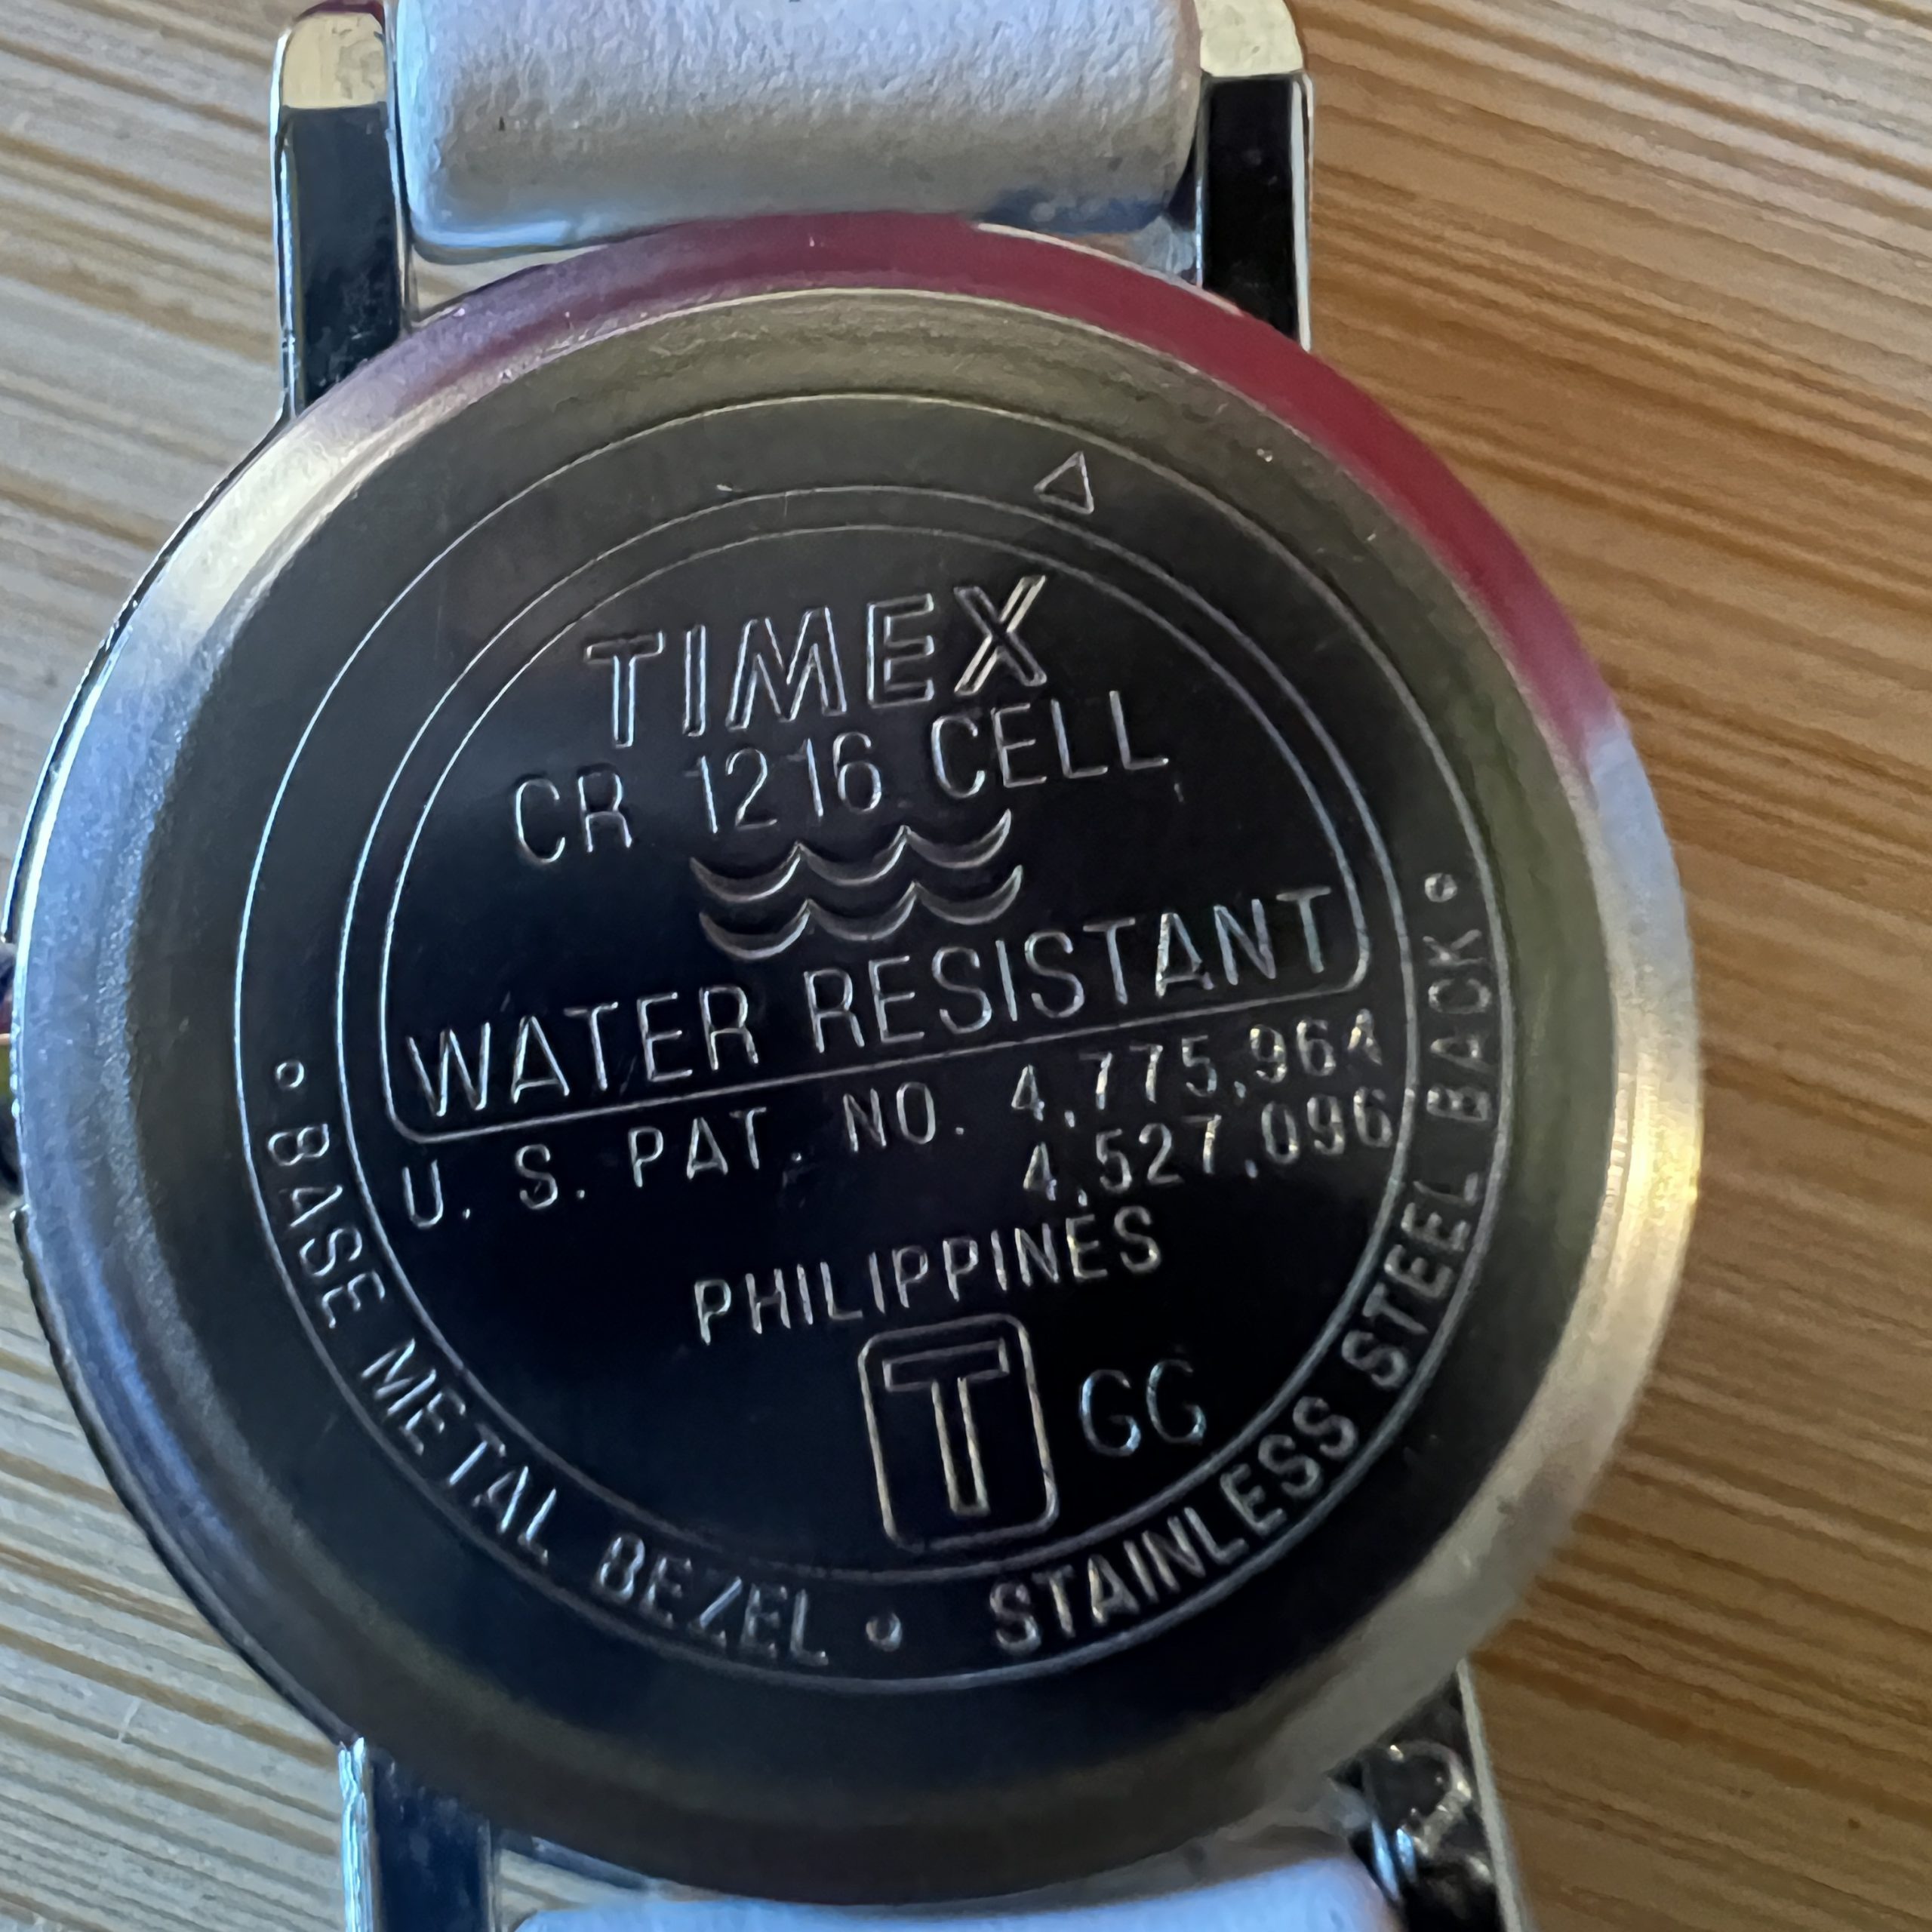 TIMEX
CR 1216 CELL
WATER RESISTANT
U. S. PAT. NO. 4,775,964
4,527,096
PHILIPPINES
T GG
• BASE METAL BEZEL • STAINLESS STEEL BACK •